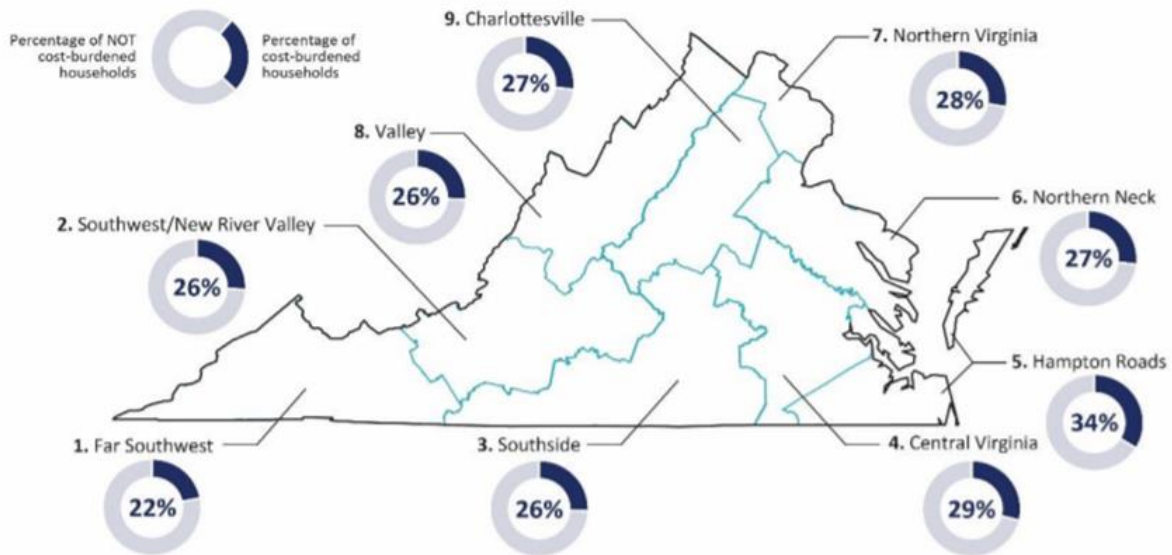 Percentage of NOT
cost-burdened
households
Percentage of
cost-burdened
households
9. Charlottesville
27%
7. Northern Virginia
28%
8. Valley
26%
6. Northern Neck
27%
2. Southwest/New River Valley
26%
5. Hampton Roads
34%
1. Far Southwest
22%
3. Southside
26%
4. Central Virginia
29%